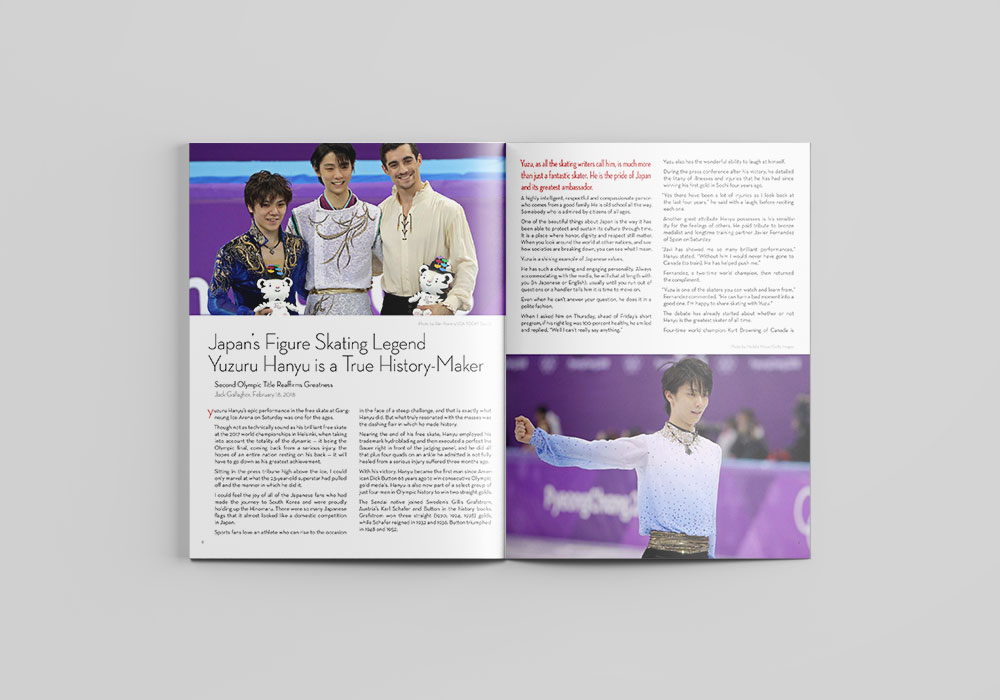 Japan's Figure Skating Legend
Yuzuru Hanyu is a True History-Maker
Second Olympic Title Reaffirms Greatness
Jack Gallagher, February 18, 2018
Yuzuru Hanyu's epic performance in the free skate at Gang-
neung Ice Arena on Saturday was one for the ages.
Though not as technically sound as his brilliant free skate
at the 2017 world championships in Helsinki, when taking
into account the totality of the dynamic — it being the
Olympic final, coming back from a serious injury, the
hopes of an entire nation resting on his back — it will
have to go down as his greatest achievement.
Sitting in the press tribune high above the ice, I could
only marvel at what the 23-year-old superstar had pulled
off and the manner in which he did it.
I could feel the joy of all of the Japanese fans who had
made the journey to South Korea and were proudly
holding up the Hinomaru. There were so many Japanese
flags that it almost looked like a domestic competition
in Japan.
Sports fans love an athlete who can rise to the occasion
in the face of a steep challenge, and that is exactly what
Hanyu did. But what truly resonated with the masses was
the dashing flair in which he made history.
Nearing the end of his free skate, Hanyu employed his
trademark hydroblading and then executed a perfect Ina
Bauer right in front of the judging panel, and he did all
that plus four quads on an ankle he admitted is not fully
healed from a serious injury suffered three months ago.
With his victory, Hanyu became the first man since Amer-
ican Dick Button 66 years ago to win consecutive Olympic
gold medals. Hanyu is also now part of a select group of
just four men in Olympic history to win two straight golds.
The Sendai native joined Sweden's Gillis Grafstrom,
Austria's Karl Schafer and Button in the history books.
Grafstrom won three straight (1920, 1924, 1928) golds,
while Schafer reigned in 1932 and 1936. Button triumphed
in 1948 and 1952.
Yuzu, as all the skating writers call him, is much more
than just a fantastic skater. He is the pride of Japan
and its greatest ambassador.
A highly intelligent, respectful and compassionate person
who comes from a good family. He is old school all the way.
Somebody who is admired by citizens of all ages.
One of the beautiful things about Japan is the way it has
been able to protect and sustain its culture through time.
It is a place where honor, dignity and respect still matter.
When you look around the world at other nations, and see
how societies are breaking down, you can see what I mean.
Yuzu is a shining example of Japanese values.
He has such a charming and engaging personality. Always
accommodating with the media, he will chat at length with
you (in Japanese or English), usually until you run out of
questions or a handler tells him it is time to move on.
Even when he can't answer your question, he does it in a
polite fashion.
When I asked him on Thursday, ahead of Friday's short
program, if his right leg was 100 percent healthy, he smiled
and replied, "Well I can't really say anything."
Yuzu also has the wonderful ability to laugh at himself.
During the press conference after his victory, he detailed
the litany of illnesses and injuries that he has had since
winning his first gold in Sochi four years ago.
"Yes there have been a lot of injuries as I look back at
the last four years," he said with a laugh, before reciting
each one.
Another great attribute Hanyu possesses is his sensitiv-
ity for the feelings of others. He paid tribute to bronze
medalist and longtime training partner Javier Fernandez
of Spain on Saturday.
"Javi has showed me so many brilliant performances,"
Hanyu stated. "Without him I would never have gone to
Canada (to train). He has helped push me."
Fernandez, a two-time world champion, then returned
the compliment.
"Yuzu is one of the skaters you can watch and learn from,"
Fernandez commented. "He can turn a bad moment into a
good one. I'm happy to share skating with Yuzu."
The debate has already started about whether or not
Hanyu is the greatest skater of all time.
Four-time world champion Kurt Browning of Canada is